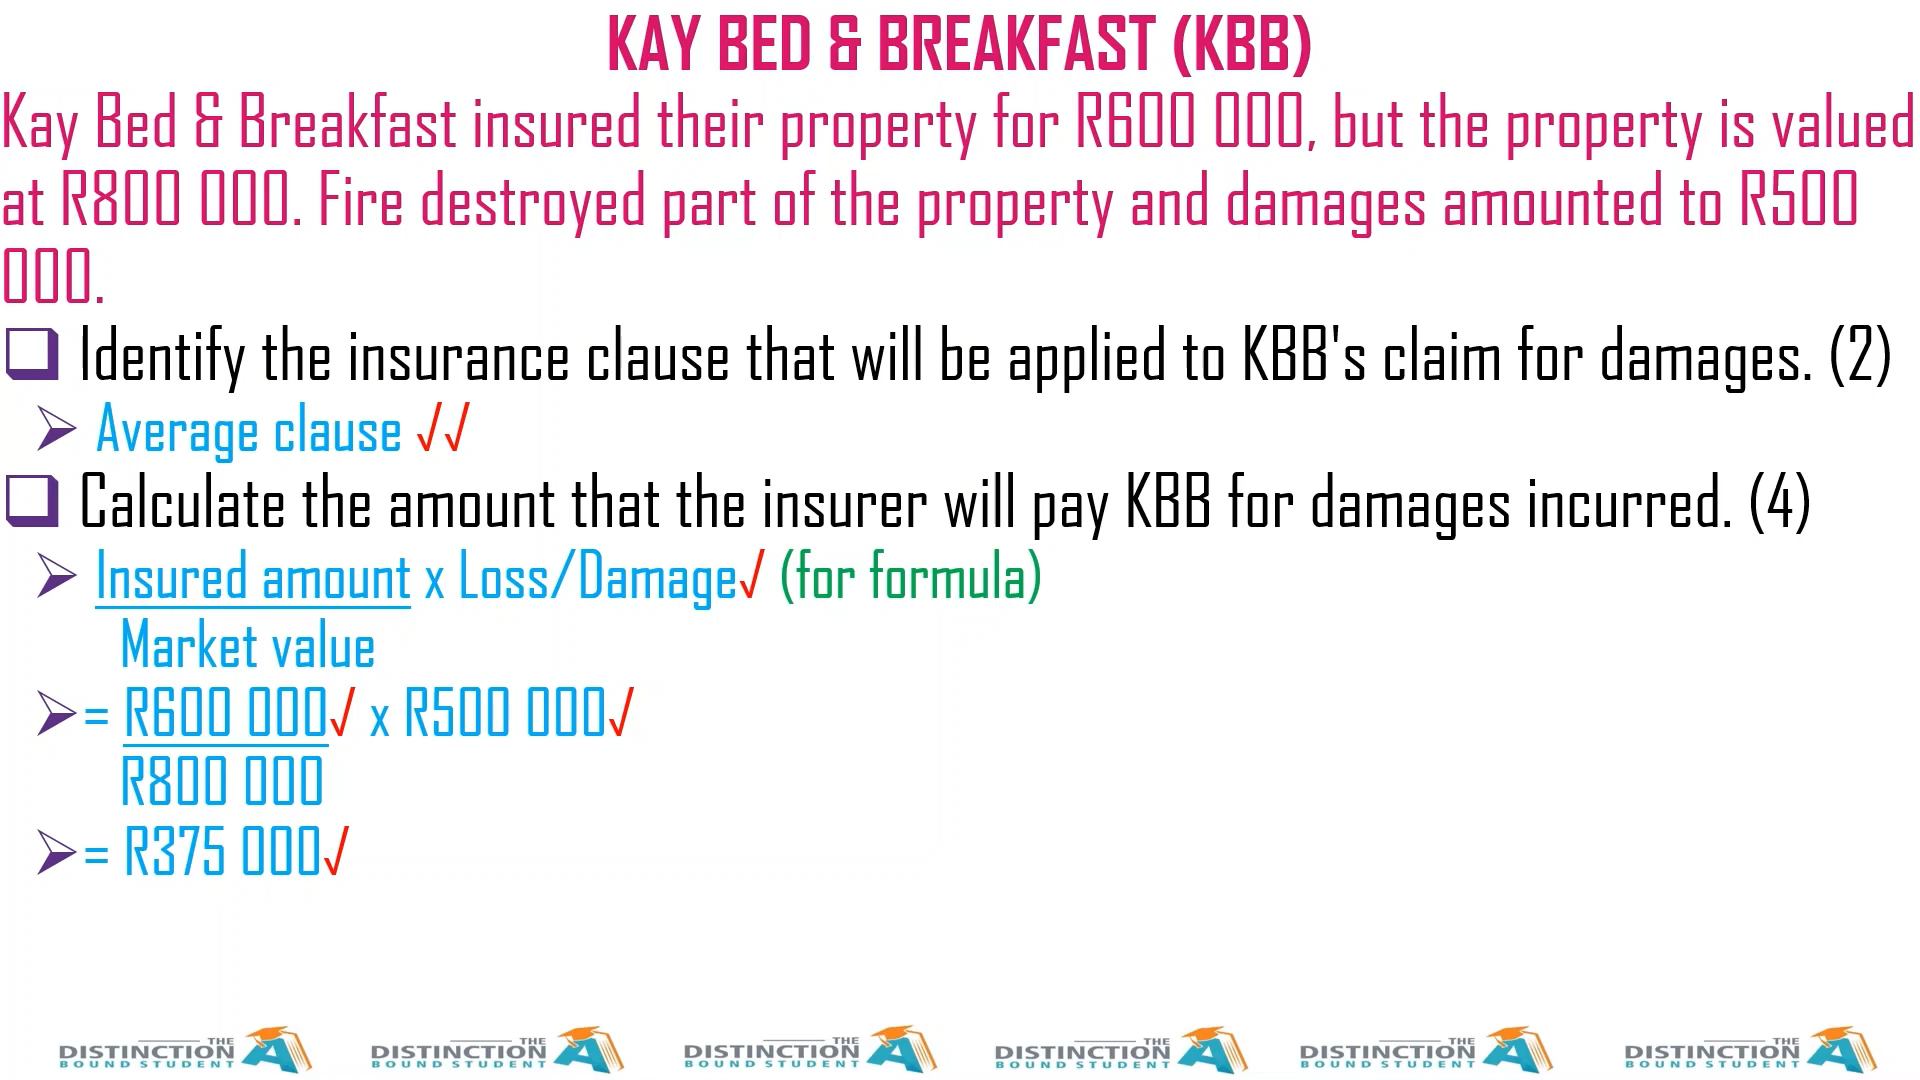 KAY BED & BREAKFAST (KBB)
Kay Bed & Breakfast insured their property for R600 000, but the property is valued
at R800 000. Fire destroyed part of the property and damages amounted to R500
000.
❑ Identify the insurance clause that will be applied to KBB's claim for damages. (2)
➢ Average clause √√
❑ Calculate the amount that the insurer will pay KBB for damages incurred. (4)
➢ Insured amount x Loss/Damage√ (for formula)
Market value
➢= R600 000√ x R500 000√
R800 000
➢= R375 000√
THE DISTINCTION BOUND STUDENT
THE DISTINCTION BOUND STUDENT
THE DISTINCTION BOUND STUDENT
THE DISTINCTION BOUND STUDENT
THE DISTINCTION BOUND STUDENT
THE DISTINCTION BOUND STUDENT